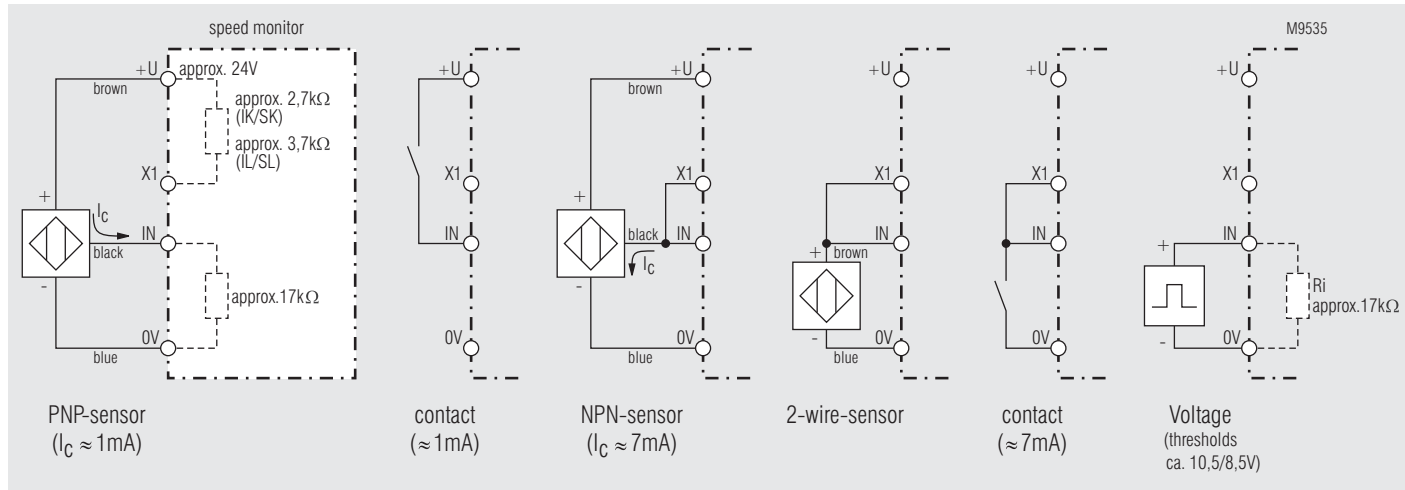 speed monitor
M9535
+U
approx. 24V
brown
approx. 2,7kΩ
(IK/SK)
approx. 3,7kΩ
(IL/SL)
X1
+
IC
IN
black
-
approx.17kΩ
0V
blue
PNP-sensor
(IC ≈ 1mA)
+U
X1
IN
0V
contact
(≈1mA)
+U
brown
X1
+
black
IN
IC
-
0V
blue
NPN-sensor
(IC ≈ 7mA)
+U
X1
IN
+
brown
-
0V
blue
2-wire-sensor
+U
X1
IN
0V
contact
(≈7mA)
+U
X1
IN
+
Ri
approx.17kΩ
-
0V
Voltage
(thresholds
ca. 10,5/8,5V)